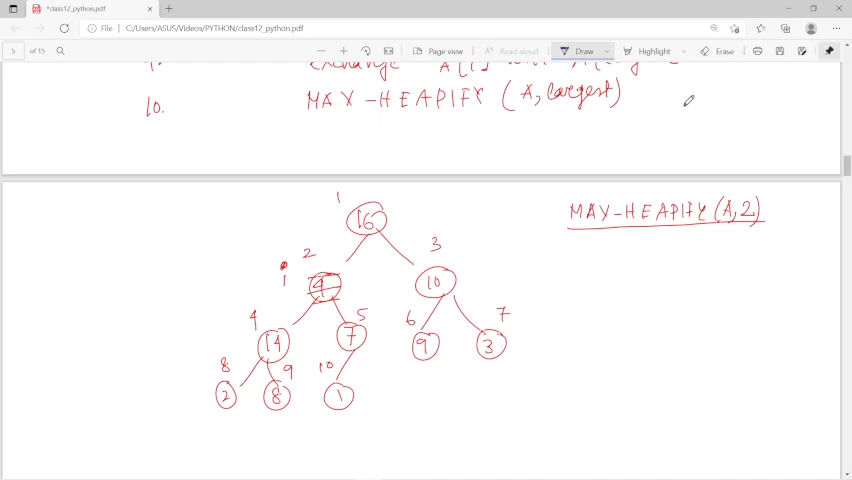 *class12_python.pdf
File C:/Users/ASUS/Videos/PYTHON/class12_python.pdf
5 of 15 Page view Read aloud Draw Highlight Erase
10. MAX-HEAPIFY (A, largest)
1
16
MAX-HEAPIFY (A, 2)
2 3
i 4 10
4 5 6 7
14 7 9 3
8 9 10
2 8 1